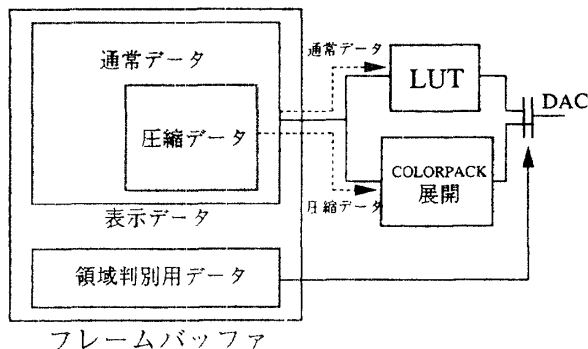 通常データ
圧縮データ
表示データ
領域判別用データ
フレームバッファ
通常データ
LUT
COLORPACK
展開
圧縮データ
DAC